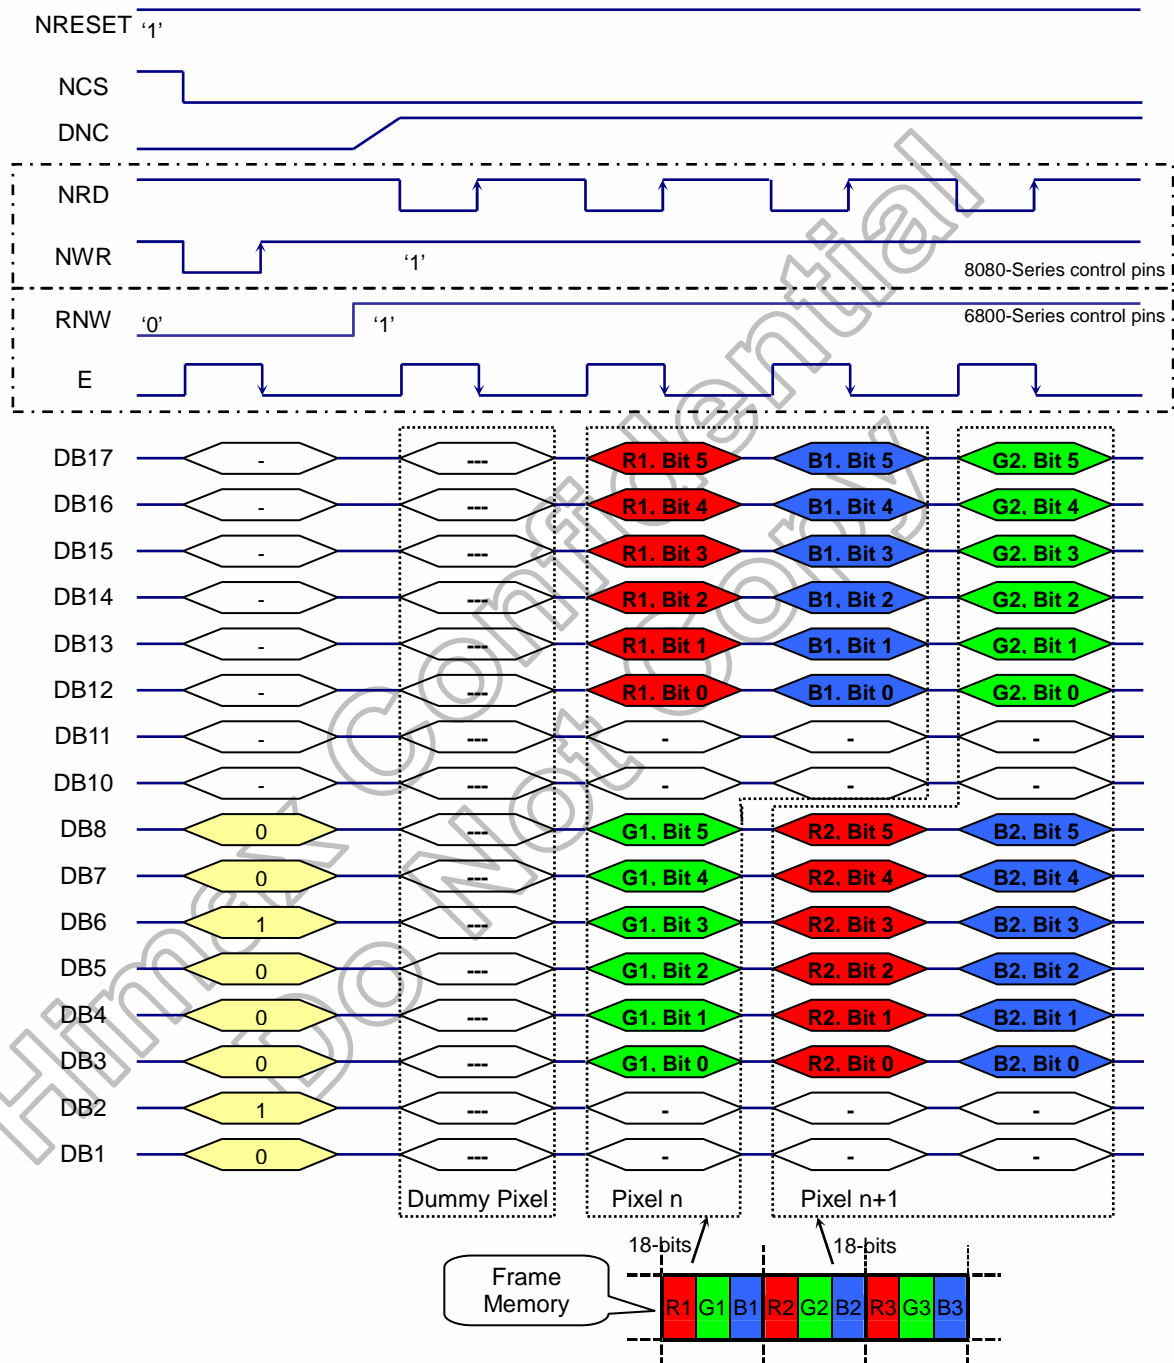 NRESET '1'
NCS
DNC
NRD
NWR '1'
8080-Series control pins
RNW '0' '1'
6800-Series control pins
E
DB17 - --- R1. Bit 5 B1. Bit 5 G2. Bit 5
DB16 - --- R1, Bit 4 B1, Bit 4 G2, Bit 4
DB15 - --- R1. Bit 3 B1. Bit 3 G2. Bit 3
DB14 - --- R1, Bit 2 B1, Bit 2 G2, Bit 2
DB13 - --- R1, Bit 1 B1, Bit 1 G2, Bit 1
DB12 - --- R1. Bit 0 B1. Bit 0 G2. Bit 0
DB11 - --- - - -
DB10 - --- - - -
DB8 0 --- G1, Bit 5 R2, Bit 5 B2, Bit 5
DB7 0 --- G1, Bit 4 R2, Bit 4 B2, Bit 4
DB6 1 --- G1. Bit 3 R2. Bit 3 B2. Bit 3
DB5 0 --- G1, Bit 2 R2, Bit 2 B2, Bit 2
DB4 0 --- G1. Bit 1 R2. Bit 1 B2. Bit 1
DB3 0 --- G1, Bit 0 R2, Bit 0 B2, Bit 0
DB2 1 --- - - -
DB1 0 --- - - -
Dummy Pixel Pixel n Pixel n+1
18-bits 18-bits
Frame
Memory
R1 G1 B1 R2 G2 B2 R3 G3 B3
Himax Confidential
Do Not Copy